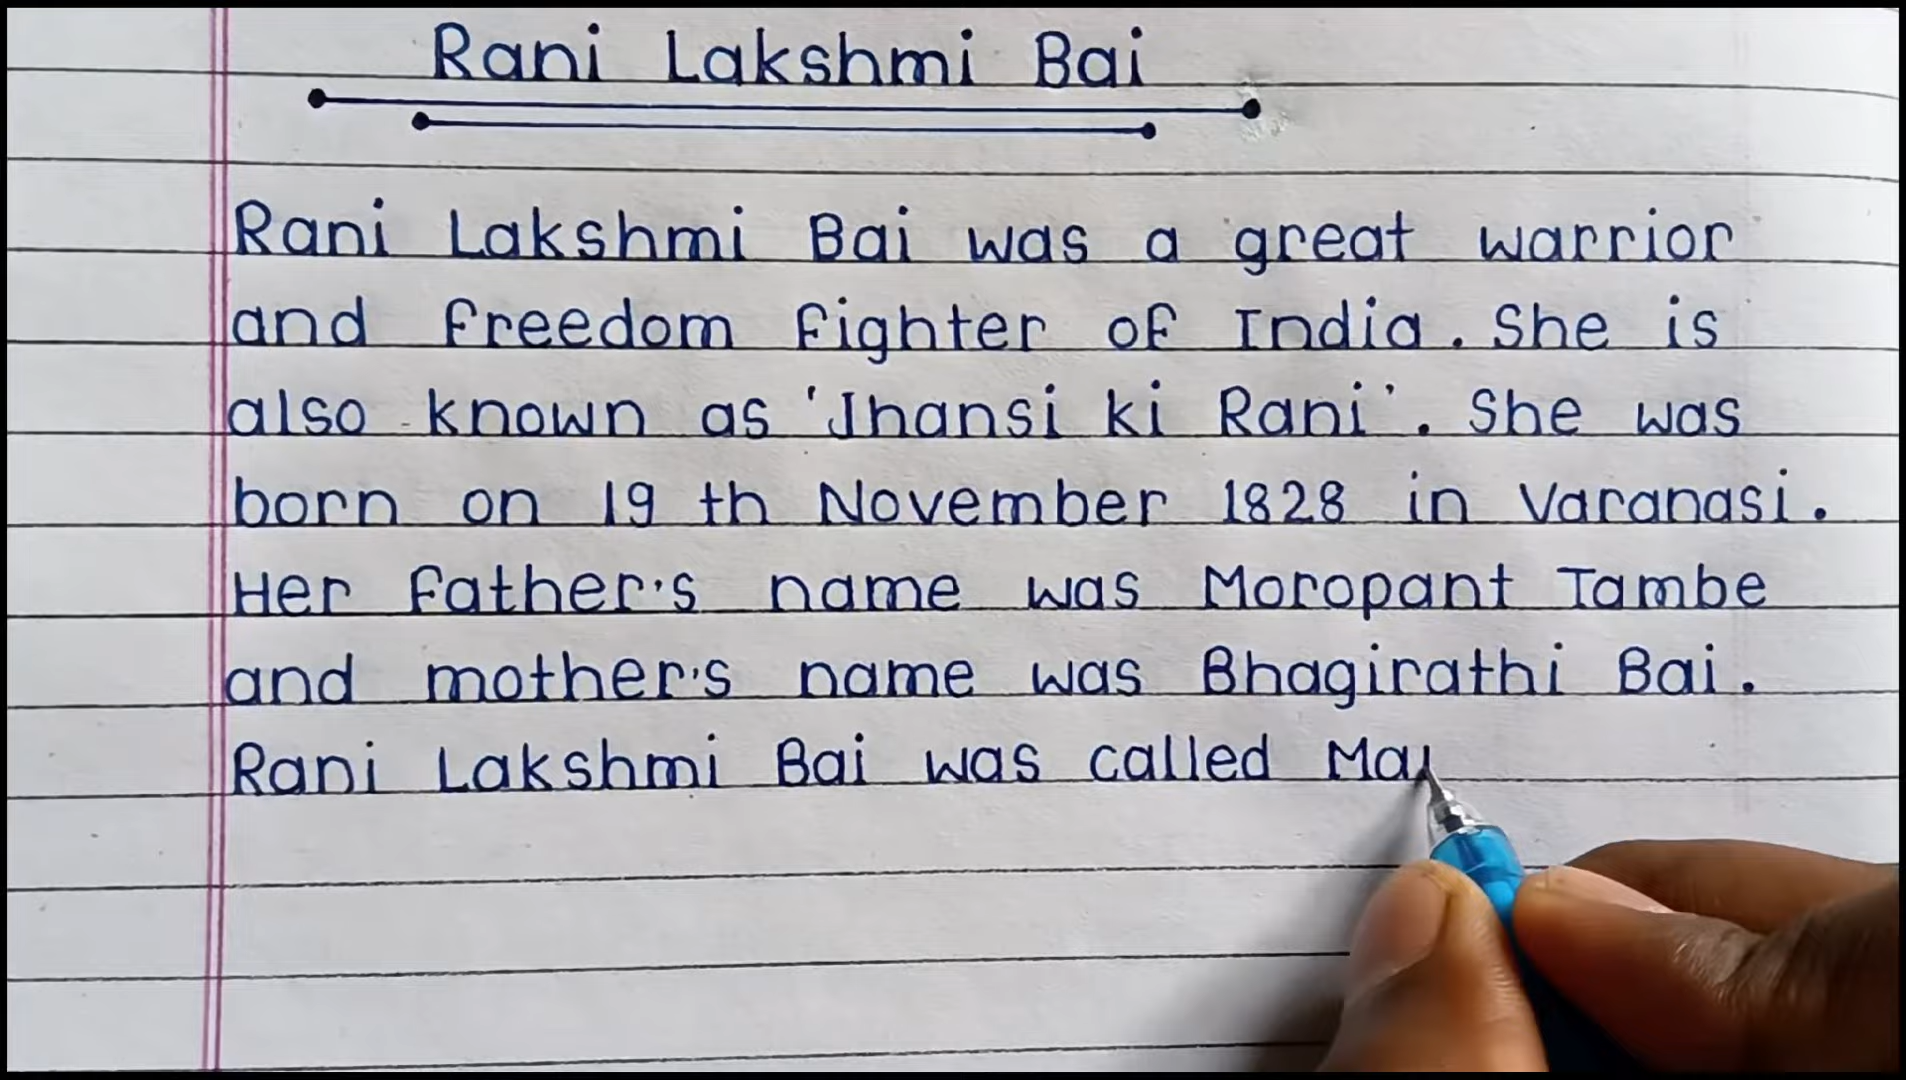 Rani Lakshmi Bai
Rani Lakshmi Bai was a great warrior
and freedom fighter of India. She is
also known as 'Jhansi ki Rani'. She was
born on 19 th November 1828 in Varanasi.
Her father's name was Moropant Tambe
and mother's name was Bhagirathi Bai.
Rani Lakshmi Bai was called